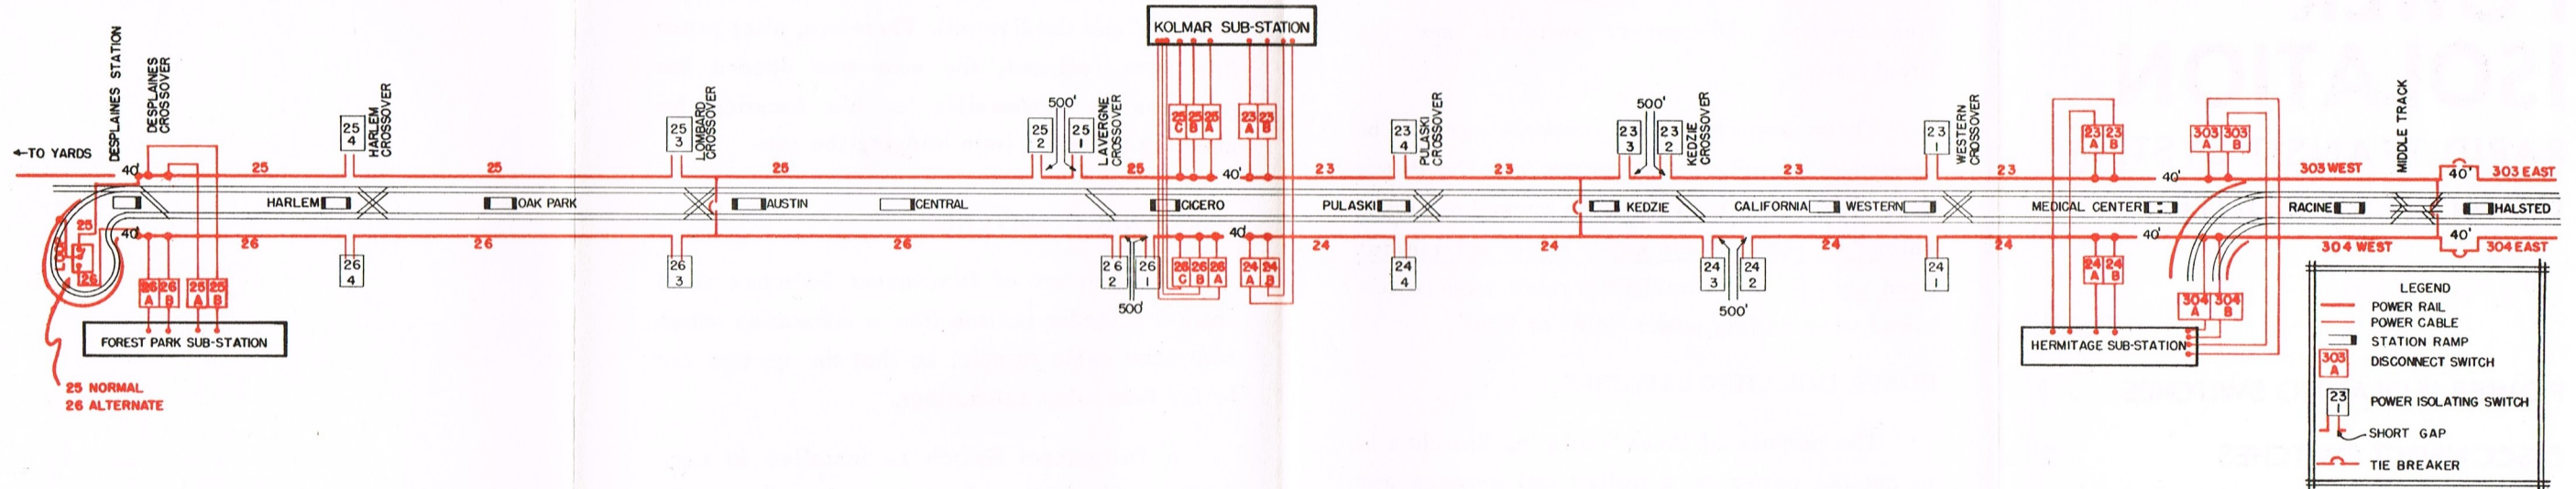 KOLMAR SUB-STATION
DESPLAINES STATION
DESPLAINES
CROSSOVER
HARLEM
CROSSOVER
LOMBARD
CROSSOVER
500'
LAVERGNE
CROSSOVER
PULASKI
CROSSOVER
500'
KEDZIE
CROSSOVER
WESTERN
CROSSOVER
MIDDLE TRACK
25
4
25
3
25
2
25
1
25
C
25
B
25
A
23
A
23
B
23
4
23
3
23
2
23
1
23
A
23
B
303
A
303
B
←TO YARDS
40'
25
25
25
25
40'
23
23
23
23
40'
303 WEST
40'
303 EAST
HARLEM
OAK PARK
AUSTIN
CENTRAL
CICERO
PULASKI
KEDZIE
CALIFORNIA
WESTERN
MEDICAL CENTER
RACINE
HALSTED
25
LOOP
26
40'
26
26
26
40'
24
24
24
24
40'
304 WEST
40'
304 EAST
26
4
26
3
26
2
26
1
26
C
26
B
26
A
24
A
24
B
24
4
24
3
24
2
24
1
24
A
24
B
26
A
26
B
25
A
25
B
304
A
304
B
500'
500'
FOREST PARK SUB-STATION
HERMITAGE SUB-STATION
25 NORMAL
26 ALTERNATE
LEGEND
POWER RAIL
POWER CABLE
STATION RAMP
303
A
DISCONNECT SWITCH
23
1
POWER ISOLATING SWITCH
SHORT GAP
TIE BREAKER